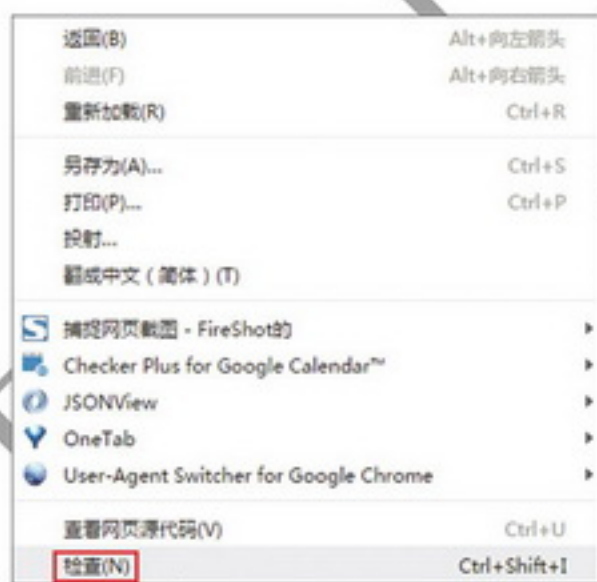 返回(B) Alt+向左箭头
前进(F) Alt+向右箭头
重新加载(R) Ctrl+R
另存为(A)... Ctrl+S
打印(P)... Ctrl+P
投射...
翻成中文（简体）(T)
捕捉网页截图 - FireShot的
Checker Plus for Google Calendar™
JSONView
OneTab
User-Agent Switcher for Google Chrome
查看网页源代码(V) Ctrl+U
检查(N) Ctrl+Shift+I